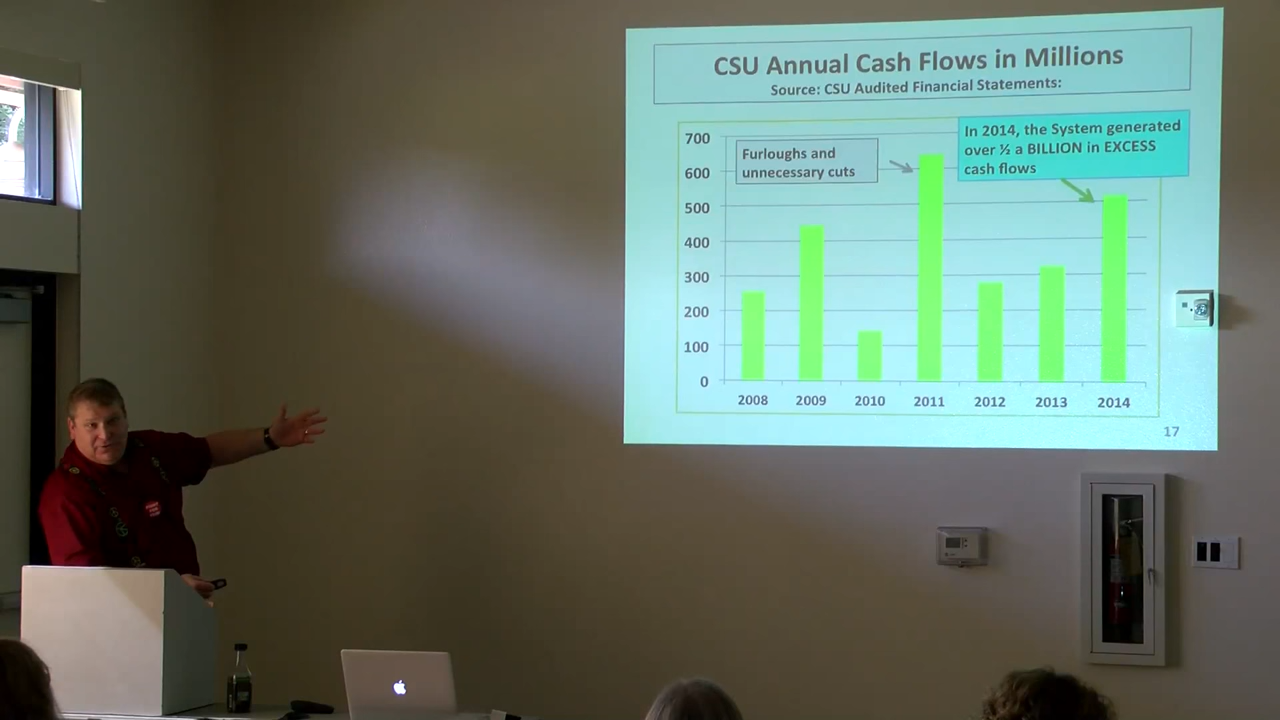 CSU Annual Cash Flows in Millions
Source: CSU Audited Financial Statements:
Furloughs and
unnecessary cuts
In 2014, the System generated
over ½ a BILLION in EXCESS
cash flows
700
600
500
400
300
200
100
0
2008 2009 2010 2011 2012 2013 2014
17